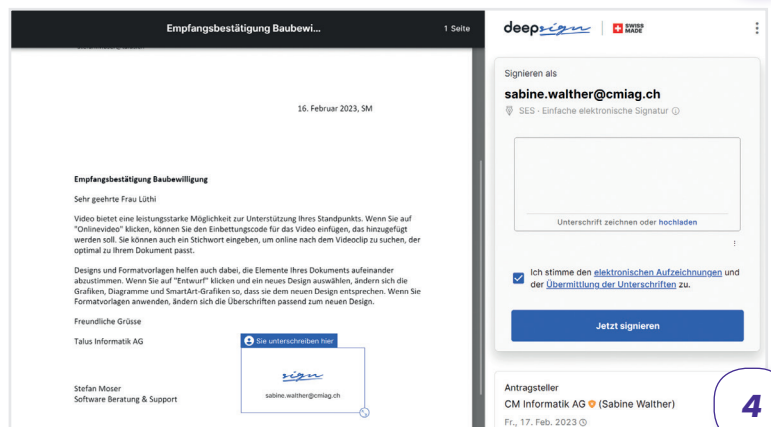 Empfangsbestätigung Baubewi...
1 Seite
16. Februar 2023, SM
Empfangsbestätigung Baubewilligung
Sehr geehrte Frau Lüthi
Video bietet eine leistungsstarke Möglichkeit zur Unterstützung Ihres Standpunkts. Wenn Sie auf
"Onlinevideo" klicken, können Sie den Einbettungscode für das Video einfügen, das hinzugefügt
werden soll. Sie können auch ein Stichwort eingeben, um online nach dem Videoclip zu suchen, der
optimal zu Ihrem Dokument passt.
Designs und Formatvorlagen helfen auch dabei, die Elemente Ihres Dokuments aufeinander
abzustimmen. Wenn Sie auf "Entwurf" klicken und ein neues Design auswählen, ändern sich die
Grafiken, Diagramme und SmartArt-Grafiken so, dass sie dem neuen Design entsprechen. Wenn Sie
Formatvorlagen anwenden, ändern sich die Überschriften passend zum neuen Design.
Freundliche Grüsse
Talus Informatik AG
Sie unterschreiben hier
sign
sabine.walther@cmiag.ch
Stefan Moser
Software Beratung & Support
deepsign
SWISS
MADE
Signieren als
sabine.walther@cmiag.ch
SES · Einfache elektronische Signatur
Unterschrift zeichnen oder hochladen
Ich stimme den elektronischen Aufzeichnungen und
der Übermittlung der Unterschriften zu.
Jetzt signieren
Antragsteller
CM Informatik AG (Sabine Walther)
Fr., 17. Feb. 2023
4